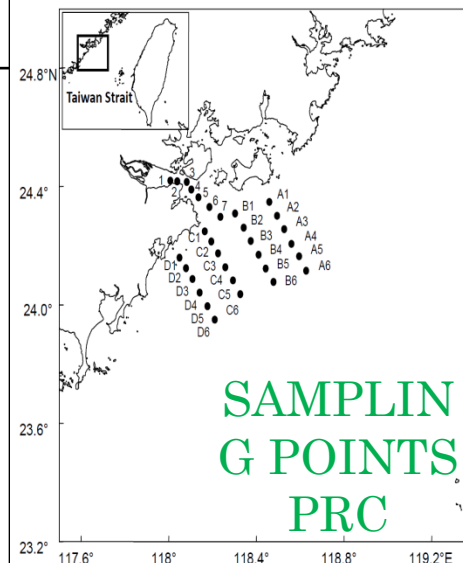 24.8°N
Taiwan Strait
24.4
1 2 3 4 5 6 7 B1 A1
B2 A2
C1 B3 A4
D1 C2 B4 A5
D2 C3 B5 A6
D3 C4 B6
D4 C5
D5 C6
D6
24.0
23.6
SAMPLIN
G POINTS
PRC
23.2
117.6 118 118.4 118.8 119.2°E